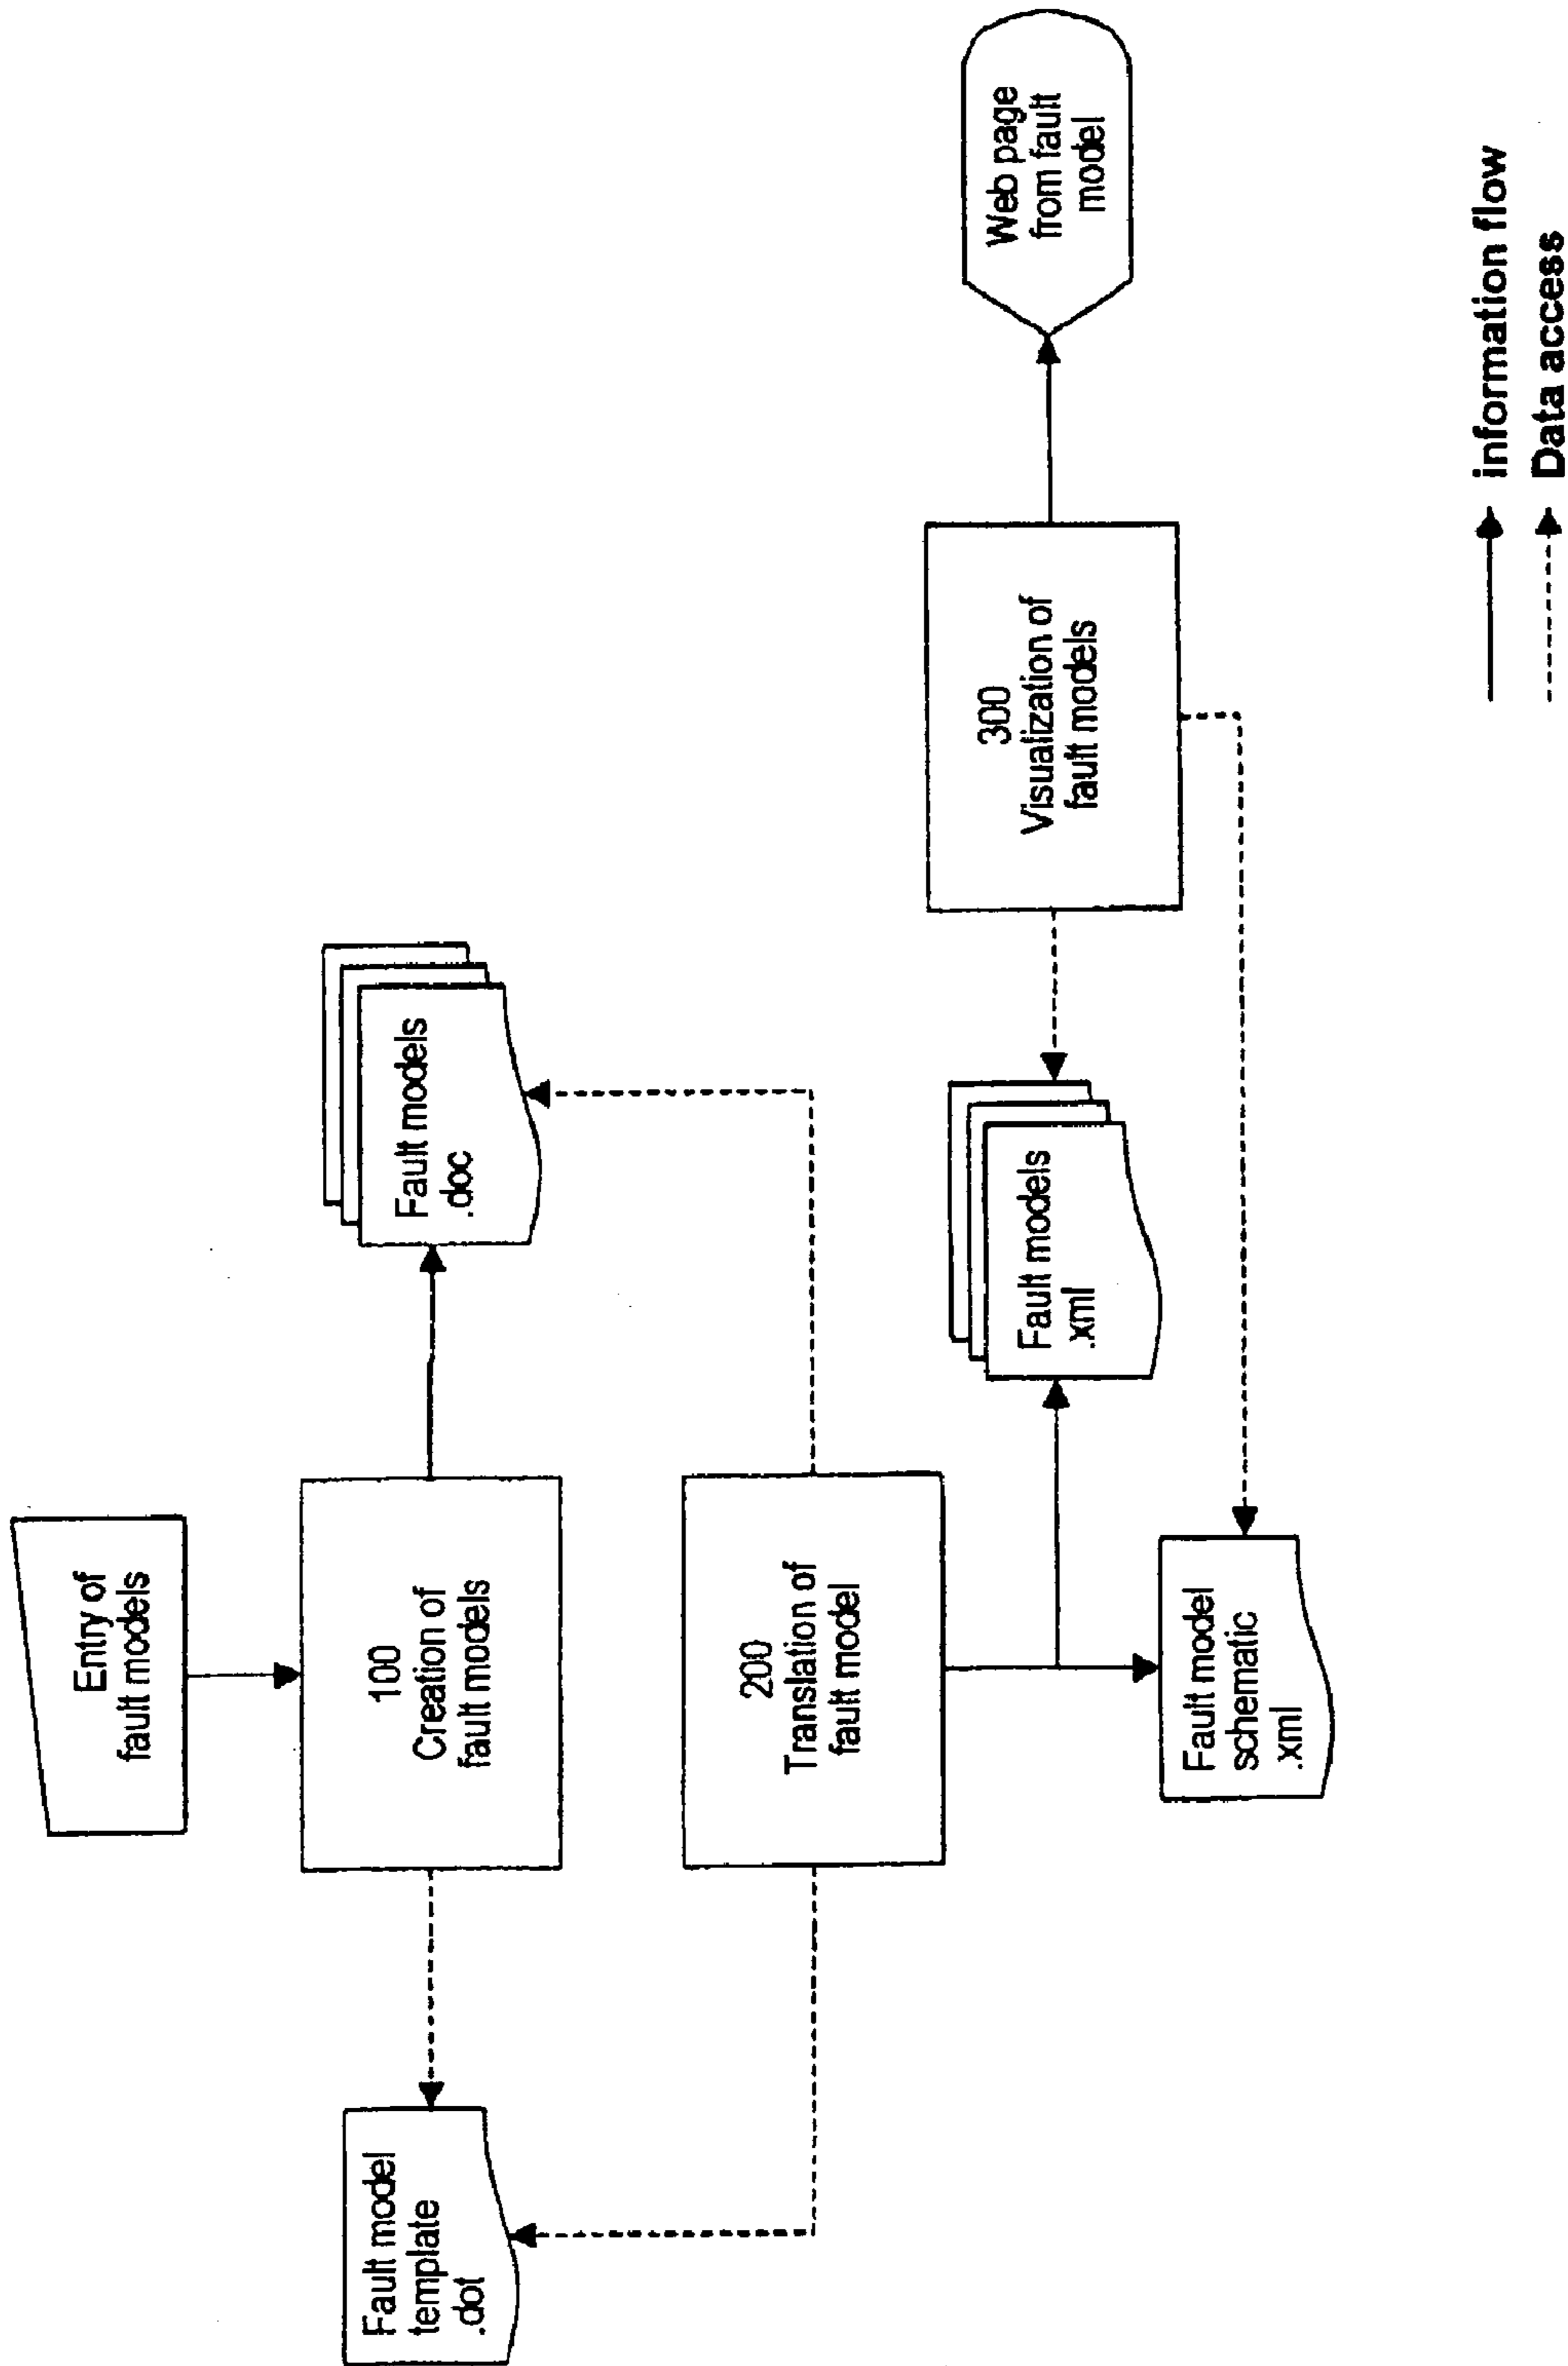 Entry of
fault models
Fault model
template
.dot
100
Creation of
fault models
Fault models
.doc
200
Translation of
fault model
Fault models
.xml
300
Visualization of
fault models
Web page
from fault
model
Fault model
schematic
.xml
information flow
Data access